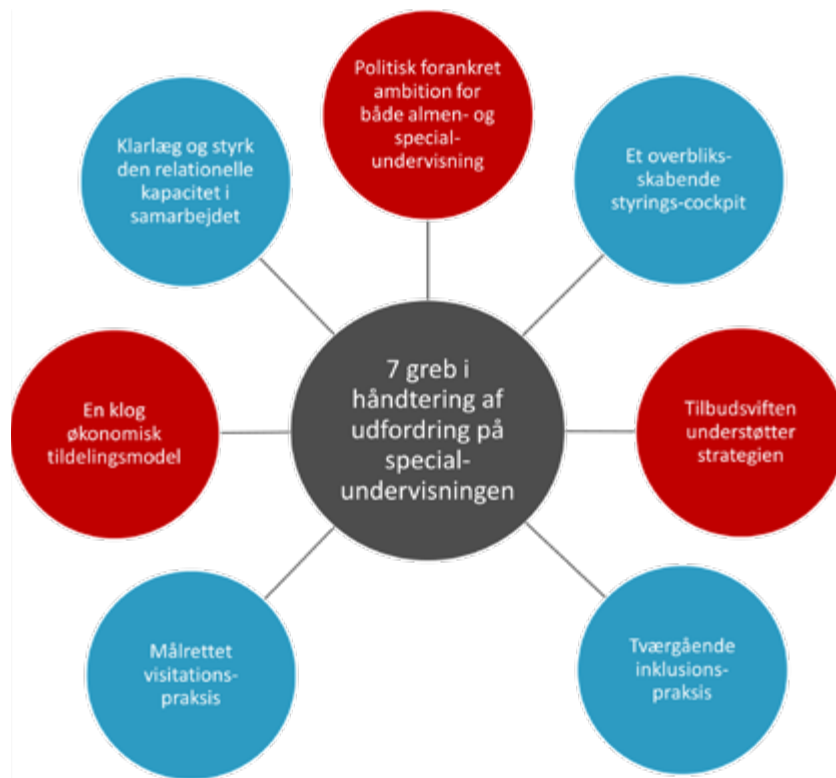 Politisk forankret
ambition for
både almen- og
special-
undervisning
Et overbliks-
skabende
styrings-cockpit
Tilbudsviften
understøtter
strategien
Tværgående
inklusions-
praksis
Målrettet
visitations-
praksis
En klog
økonomisk
tildelingsmodel
Klarlæg og styrk
den relationelle
kapacitet i
samarbejdet
7 greb i
håndtering af
udfordring på
special-
undervisningen